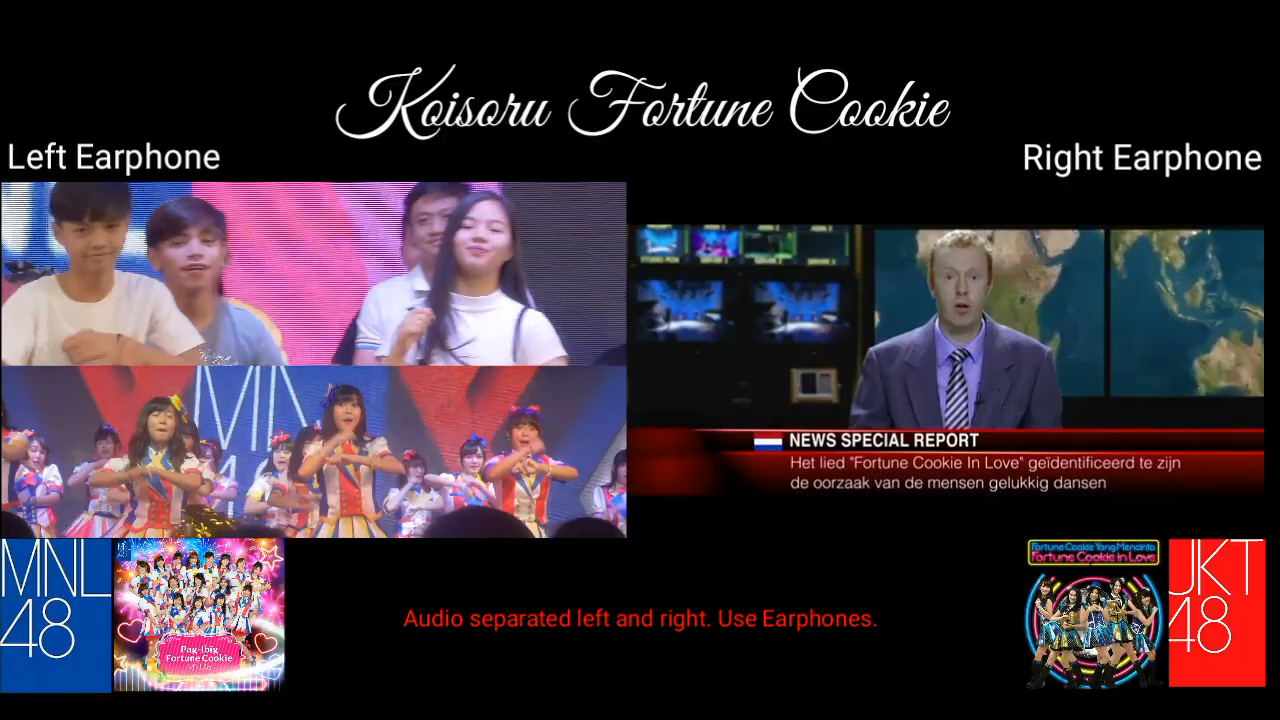 Koisoru Fortune Cookie
Left Earphone
Right Earphone
MNL
48
NEWS SPECIAL REPORT
Het lied "Fortune Cookie In Love" geïdentificeerd te zijn
de oorzaak van de mensen gelukkig dansen
MNL
48
Pag-Ibig
Fortune Cookie
Audio separated left and right. Use Earphones.
Fortune Cookie Yang Mencinta
Fortune Cookie in Love
JKT
48